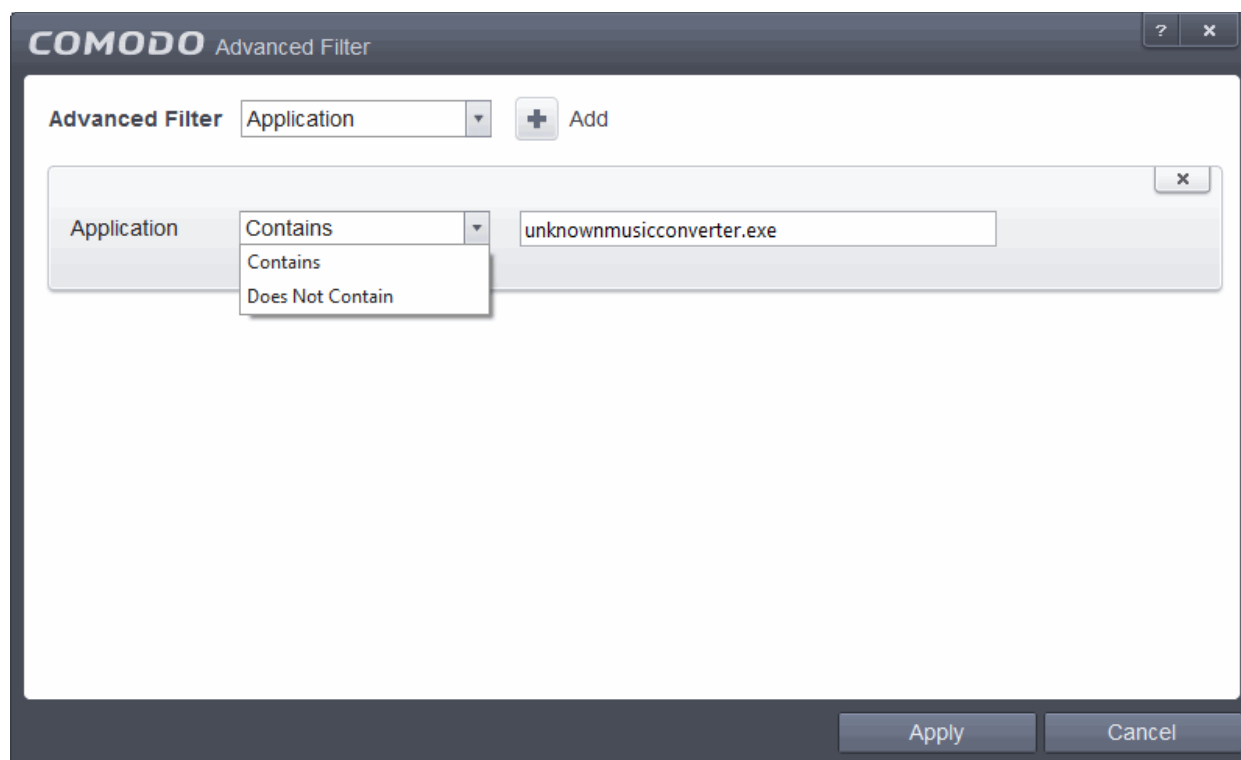 COMODO Advanced Filter ? x
Advanced Filter Application + Add
x
Application Contains unknownmusicconverter.exe
Contains
Does Not Contain
Apply Cancel